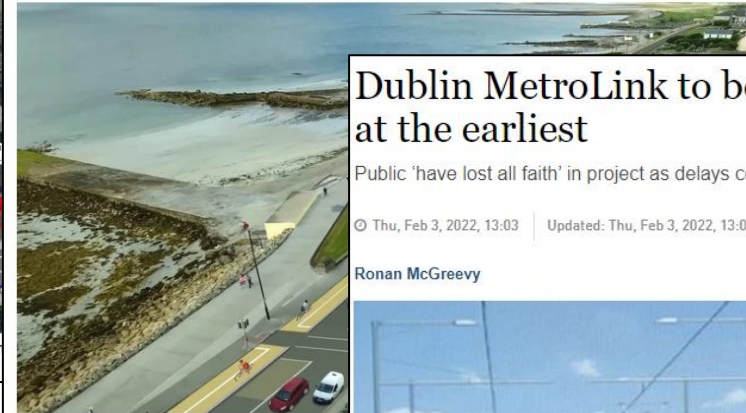 Dublin MetroLink to b
at the earliest
Public ‘have lost all faith’ in project as delays c
Thu, Feb 3, 2022, 13:03 Updated: Thu, Feb 3, 2022, 13:0
Ronan McGreevy